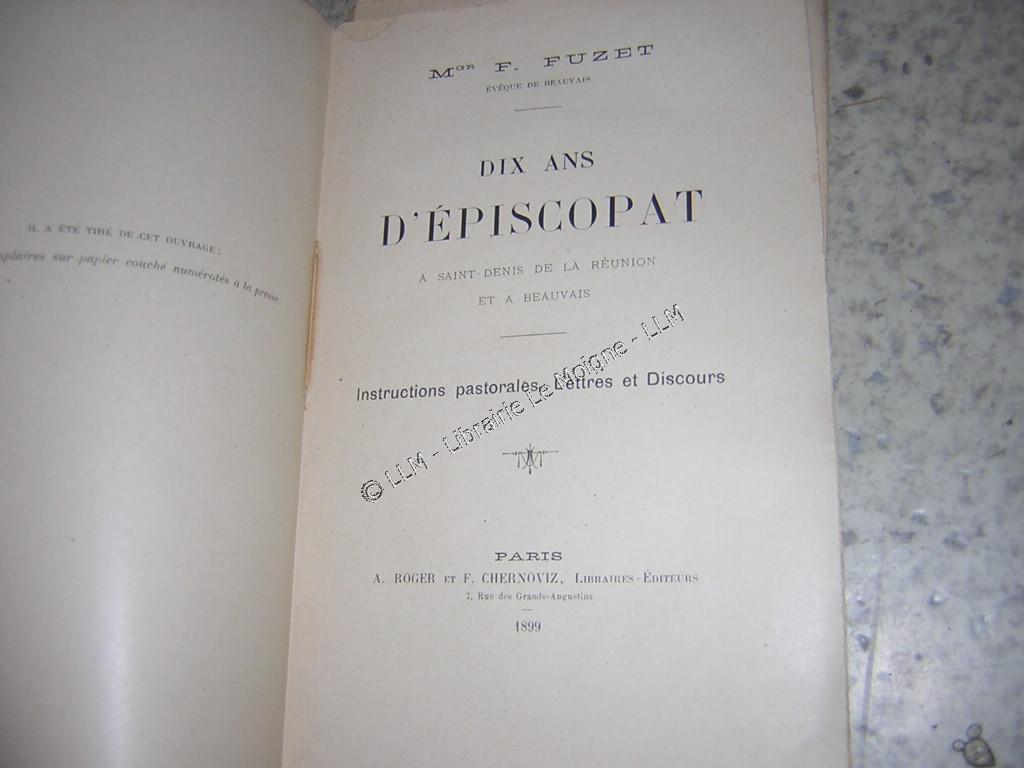 IL A ÉTÉ TIRÉ DE CET OUVRAGE :
sur papier couché numérotés à la presse
Mgr F. FUZET
ÉVÊQUE DE BEAUVAIS
DIX ANS
D'ÉPISCOPAT
A SAINT-DENIS DE LA RÉUNION
ET A BEAUVAIS
Instructions pastorales, Lettres et Discours
© LLM - Librairie Le Moigne - LLM
PARIS
A. ROGER ET F. CHERNOVIZ, LIBRAIRES-ÉDITEURS
7, Rue des Grands-Augustins
1899